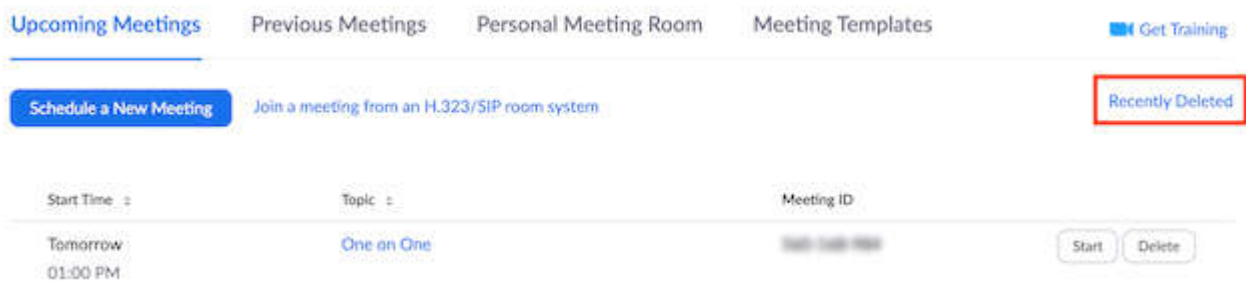 Upcoming Meetings Previous Meetings Personal Meeting Room Meeting Templates Get Training
Schedule a New Meeting Join a meeting from an H.323/SIP room system Recently Deleted
Start Time Topic Meeting ID
Tomorrow One on One Start Delete
01:00 PM